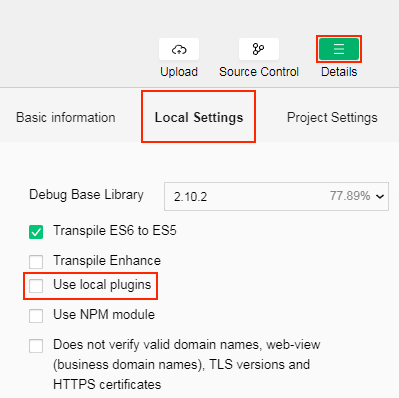 Upload Source Control Details
Basic information Local Settings Project Settings
Debug Base Library 2.10.2 77.89%
Transpile ES6 to ES5
Transpile Enhance
Use local plugins
Use NPM module
Does not verify valid domain names, web-view
(business domain names), TLS versions and
HTTPS certificates